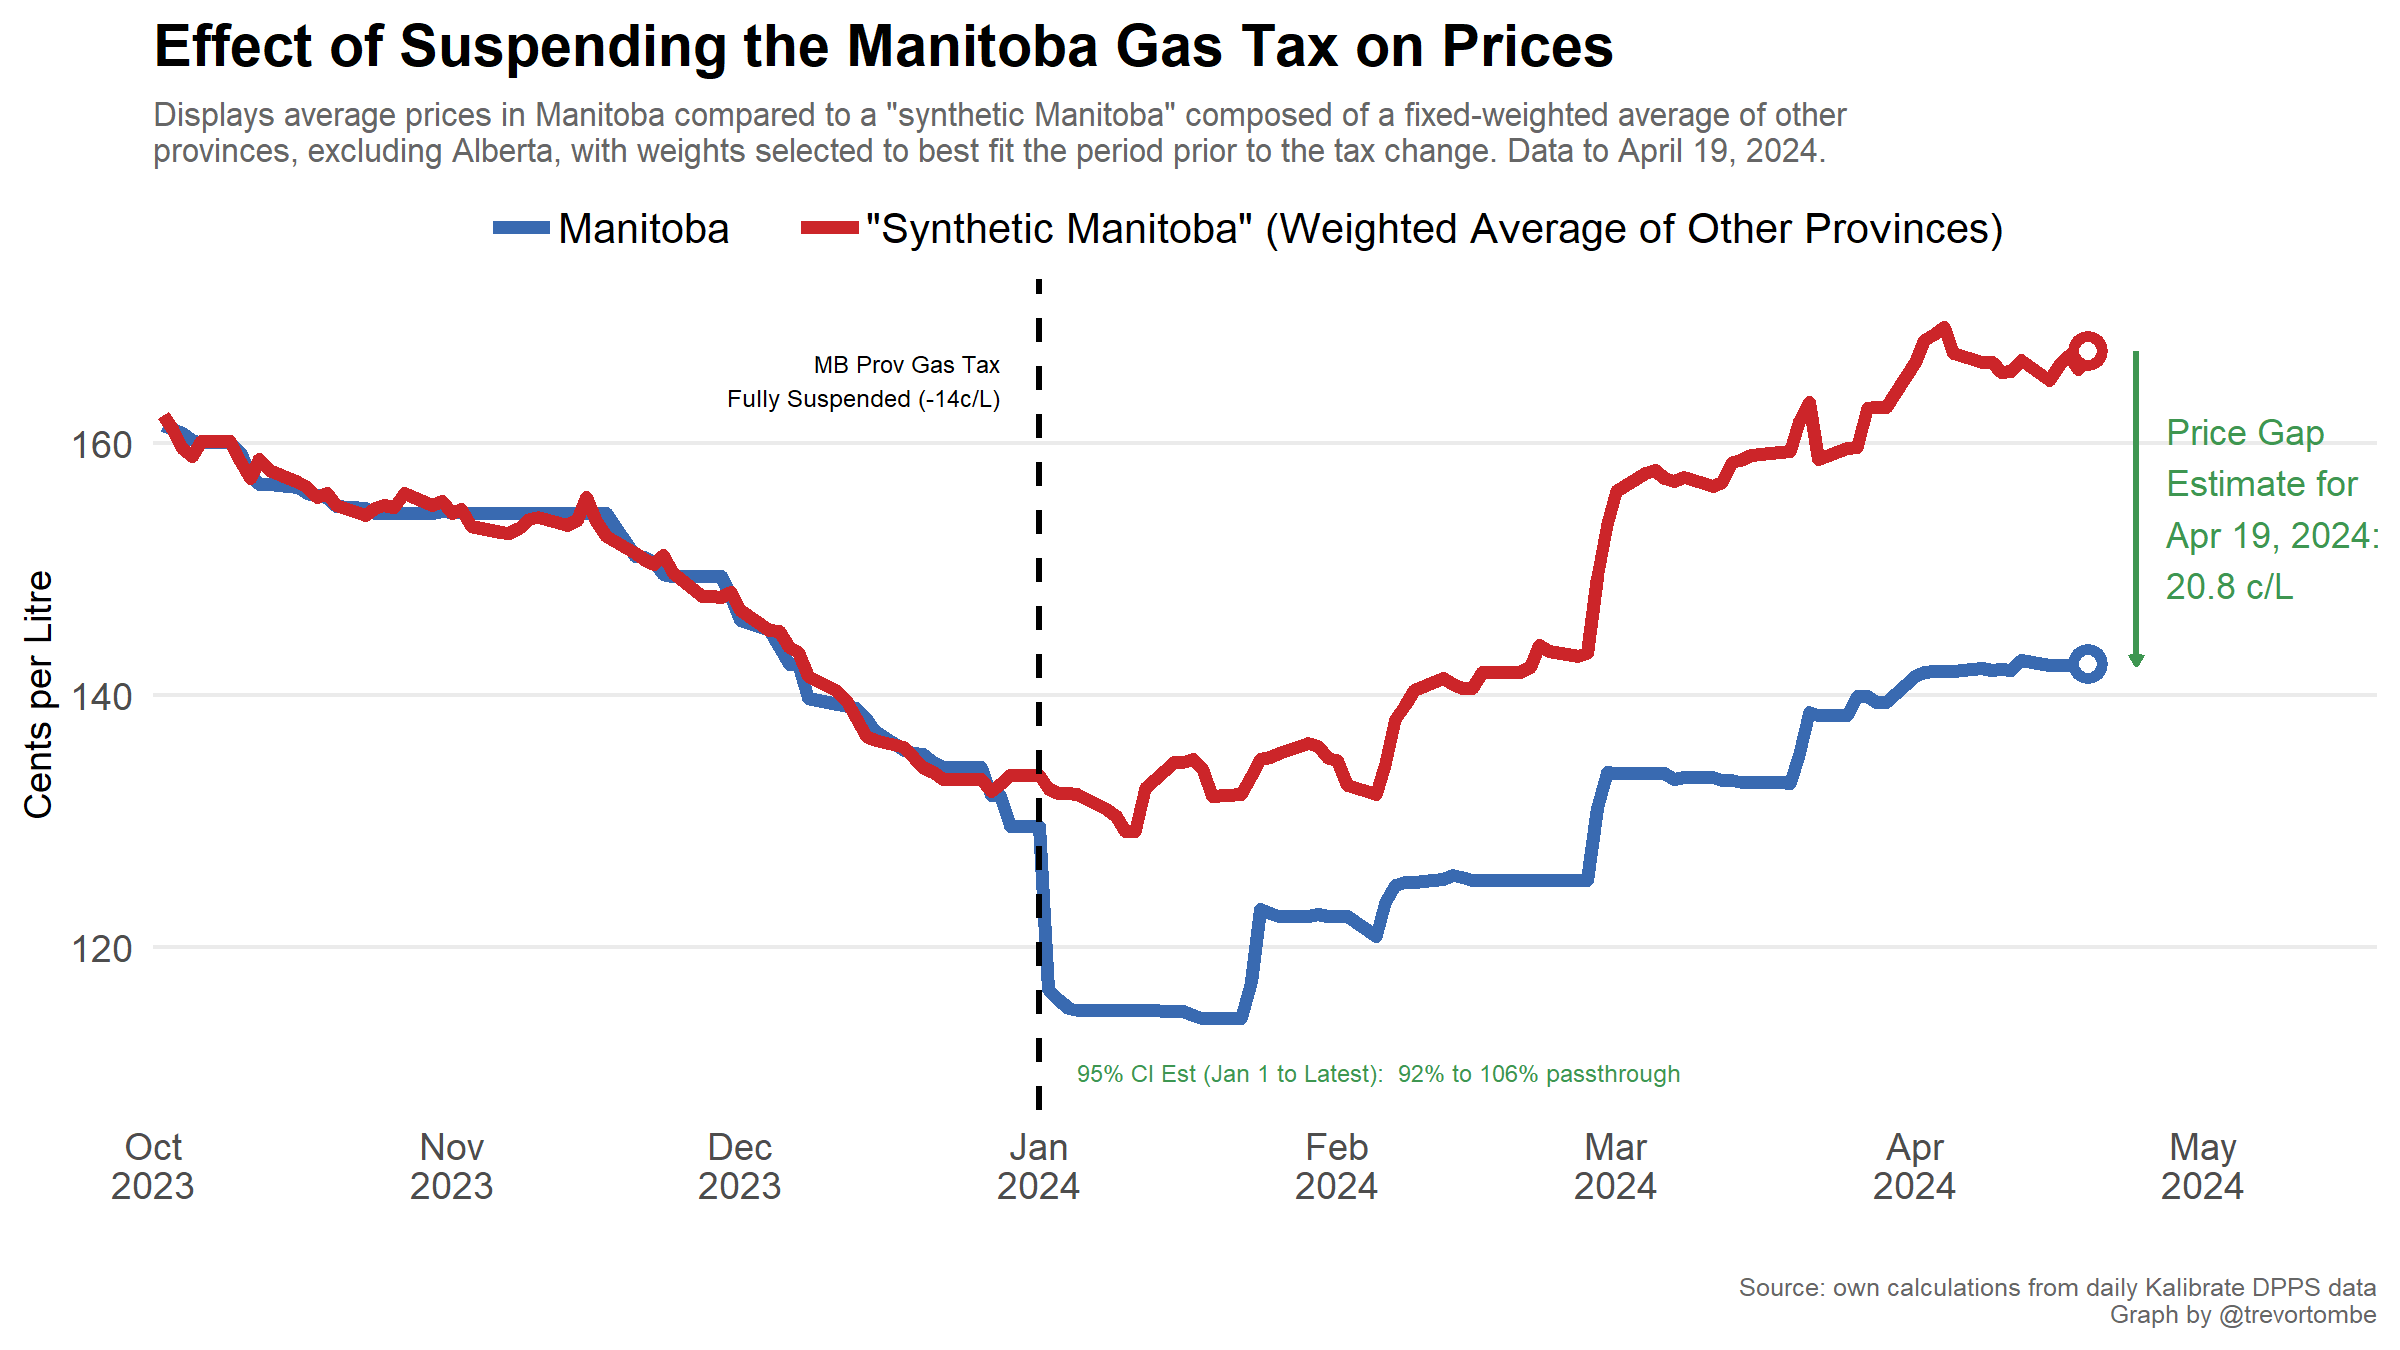 Effect of Suspending the Manitoba Gas Tax on Prices
Displays average prices in Manitoba compared to a "synthetic Manitoba" composed of a fixed-weighted average of other
provinces, excluding Alberta, with weights selected to best fit the period prior to the tax change. Data to April 19, 2024.
Manitoba
"Synthetic Manitoba" (Weighted Average of Other Provinces)
MB Prov Gas Tax
Fully Suspended (-14c/L)
Price Gap
Estimate for
Apr 19, 2024:
20.8 c/L
Cents per Litre
160
140
120
95% CI Est (Jan 1 to Latest):  92% to 106% passthrough
Oct
2023
Nov
2023
Dec
2023
Jan
2024
Feb
2024
Mar
2024
Apr
2024
May
2024
Source: own calculations from daily Kalibrate DPPS data
Graph by @trevortombe